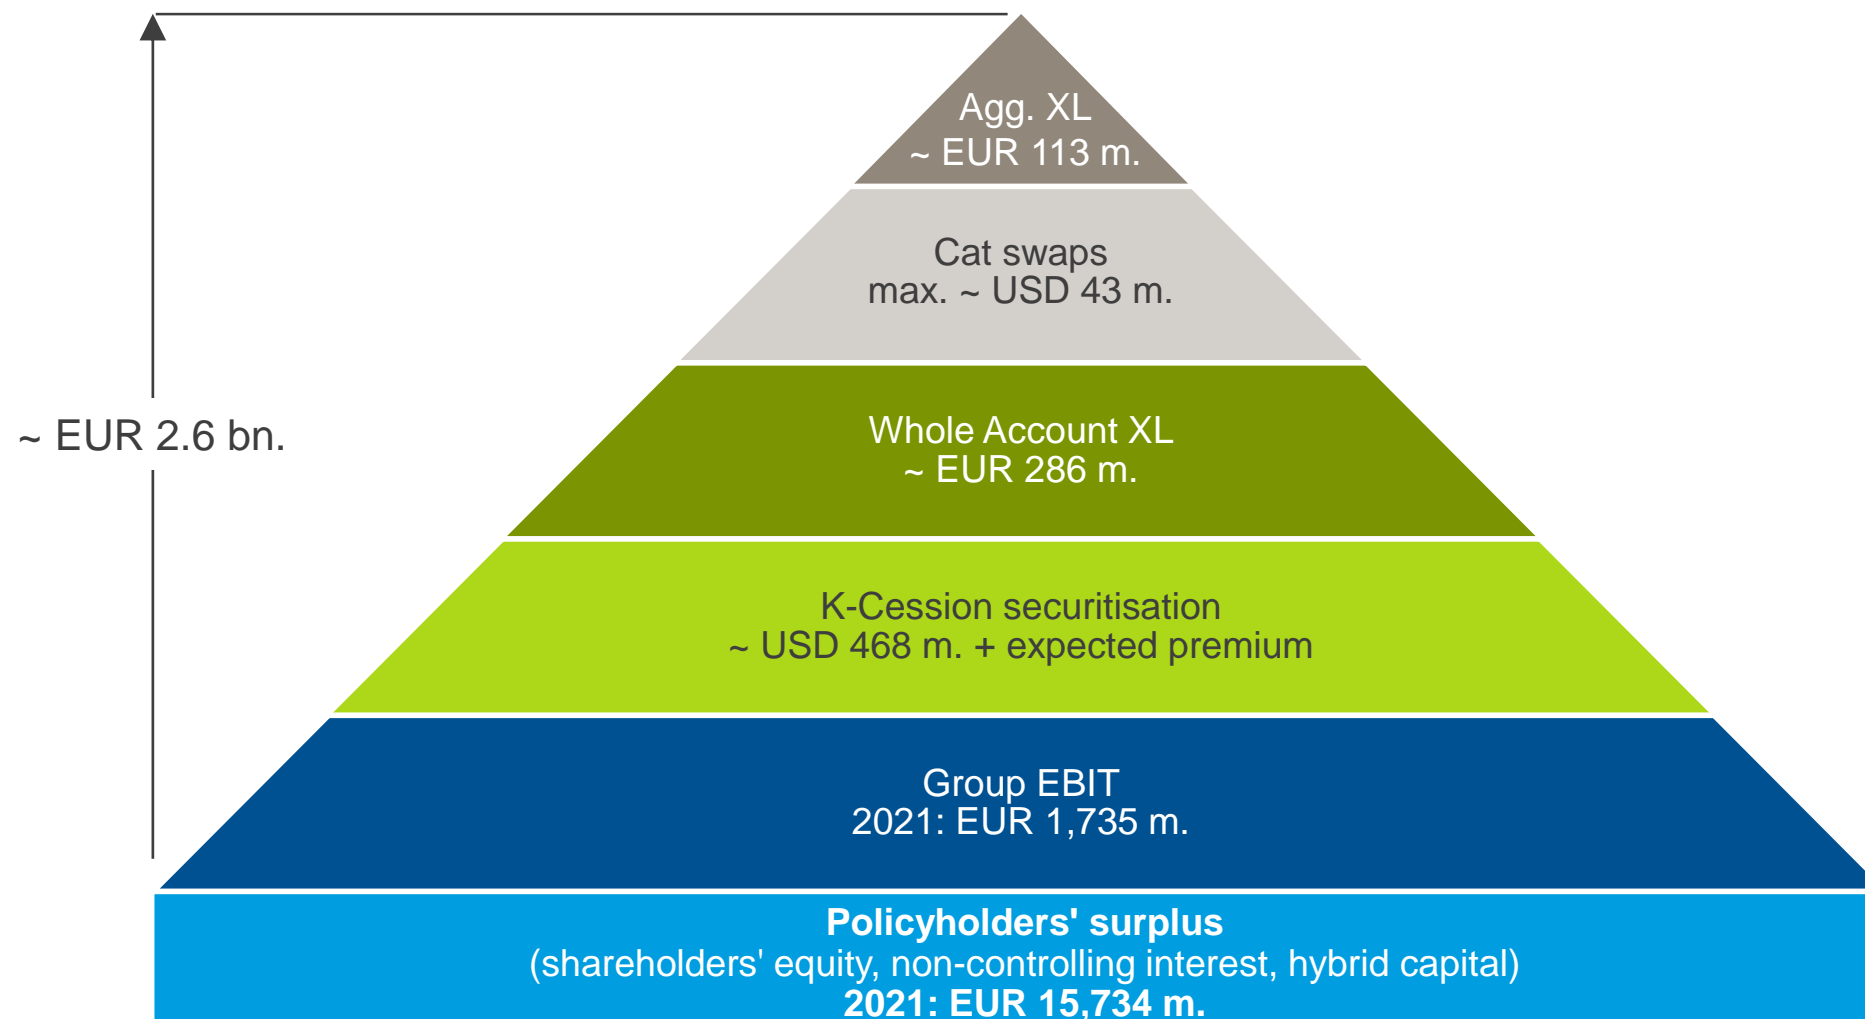 Agg. XL
~ EUR 113 m.
Cat swaps
max. ~ USD 43 m.
~ EUR 2.6 bn.
Whole Account XL
~ EUR 286 m.
K-Cession securitisation
~ USD 468 m. + expected premium
Group EBIT
2021: EUR 1,735 m.
Policyholders' surplus
(shareholders' equity, non-controlling interest, hybrid capital)
2021: EUR 15,734 m.